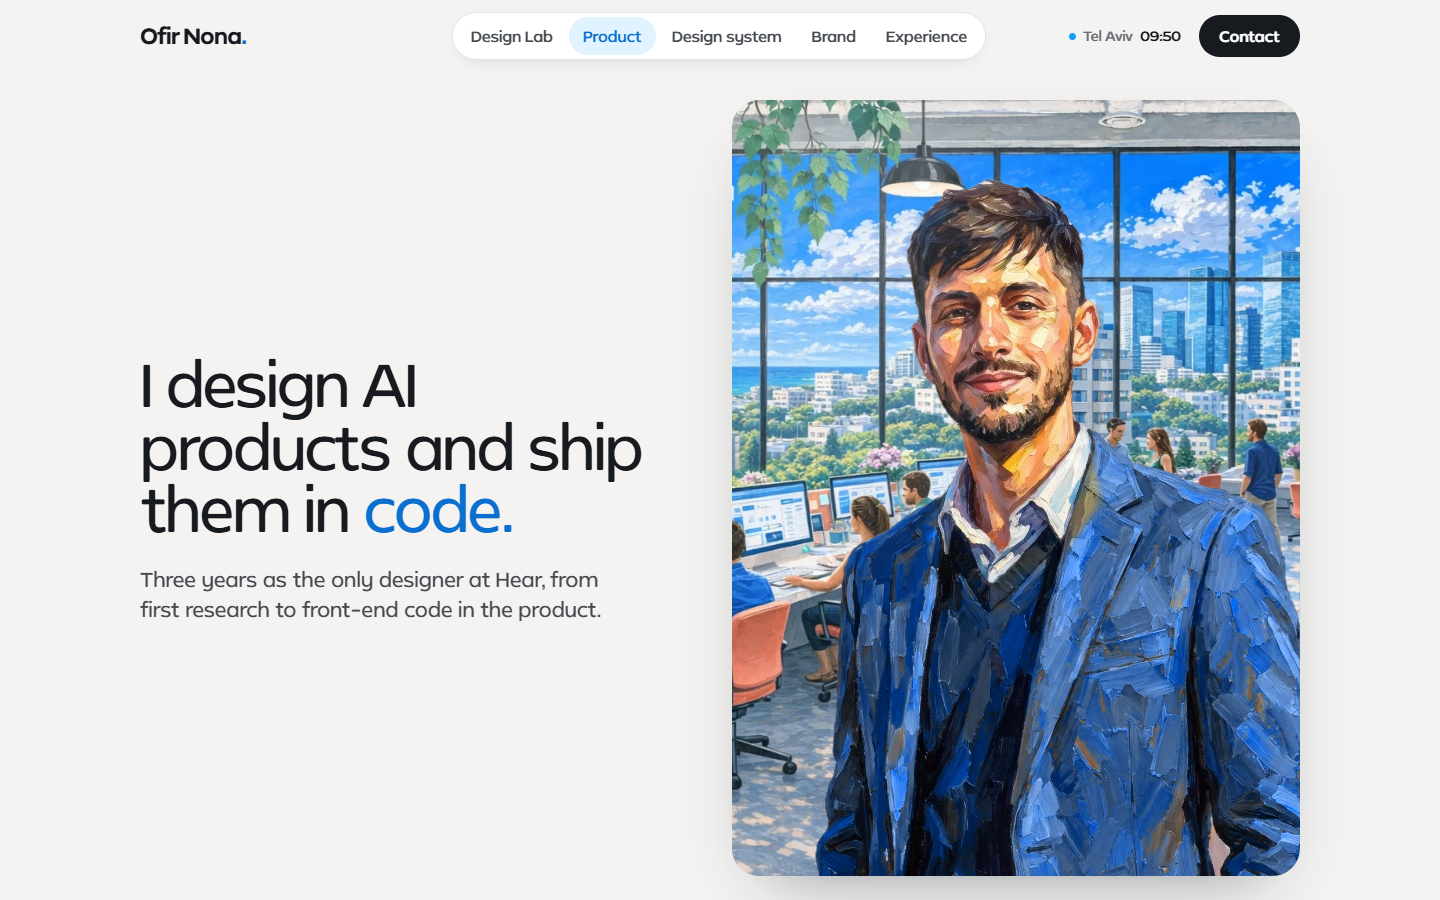 Ofir Nona.
Design Lab
Product
Design system
Brand
Experience
Tel Aviv 09:50
Contact
I design AI
products and ship
them in code.
Three years as the only designer at Hear, from
first research to front-end code in the product.